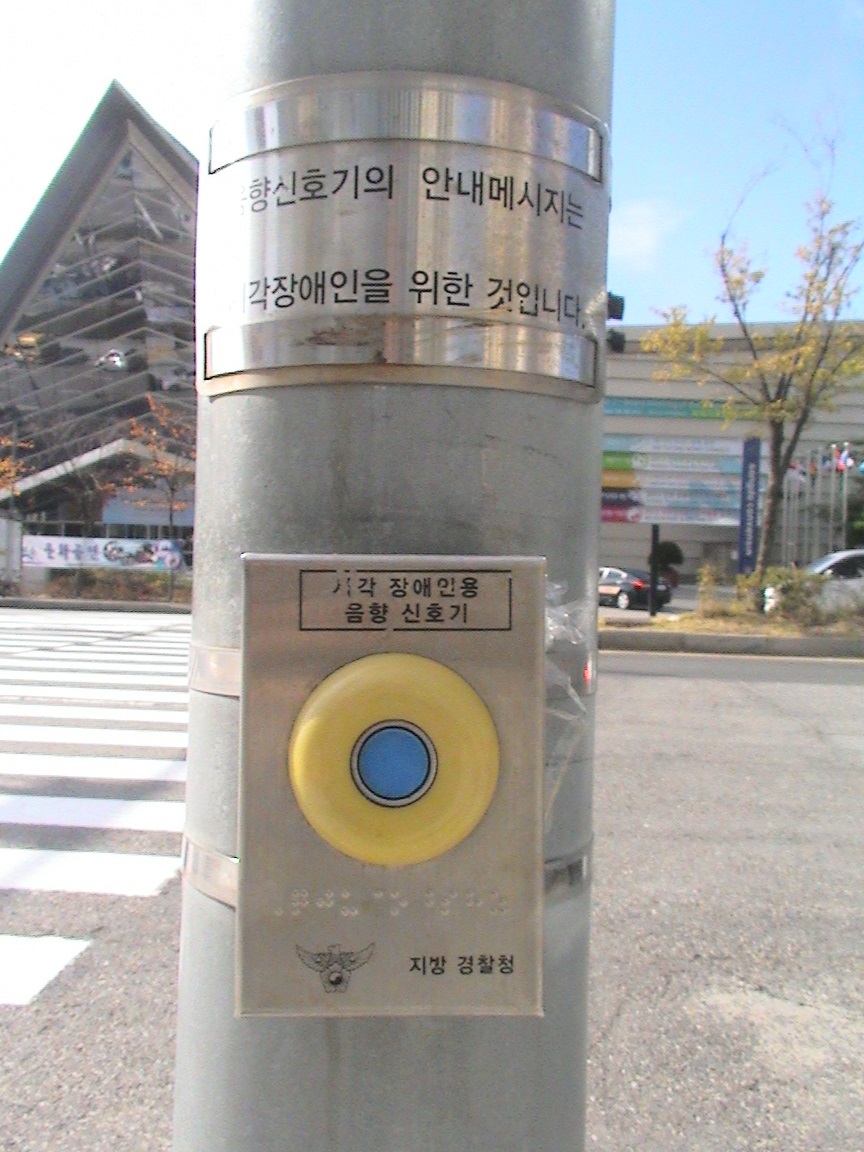 음향신호기의 안내메시지는
시각장애인을 위한 것입니다.
시각 장애인용
음향 신호기
지방 경찰청